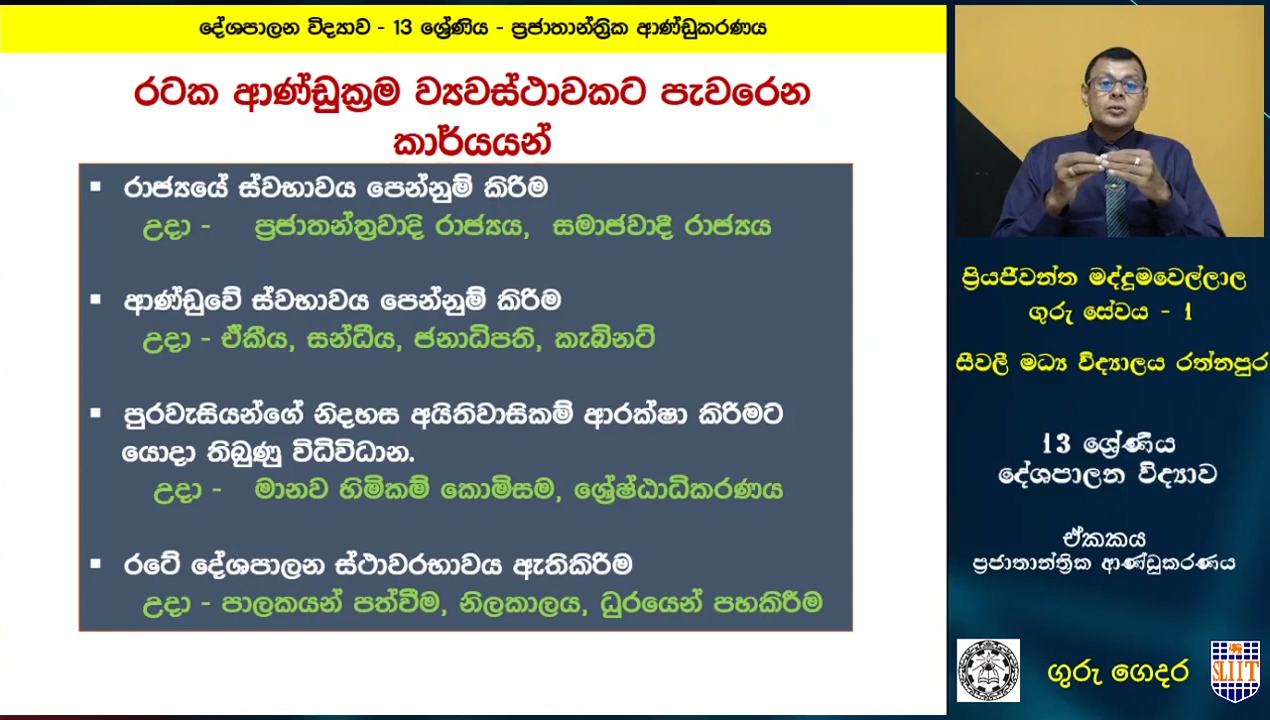 දේශපාලන විද්‍යාව - 13 ශ්‍රේණිය - ප්‍රජාතාන්ත්‍රික ආණ්ඩුකරණය
රටක ආණ්ඩුක්‍රම ව්‍යවස්ථාවකට පැවරෙන
කාර්යයන්
▪ රාජ්‍යයේ ස්වභාවය පෙන්නුම් කිරිම
උදා - ප්‍රජාතන්ත්‍රවාදි රාජ්‍යය, සමාජවාදී රාජ්‍යය
▪ ආණ්ඩුවේ ස්වභාවය පෙන්නුම් කිරිම
උදා - ඒකීය, සන්ධීය, ජනාධිපති, කැබිනට්
▪ පුරවැසියන්ගේ නිදහස අයිතිවාසිකම් ආරක්ෂා කිරිමට
යොදා තිබුණු විධිවිධාන.
උදා - මානව හිමිකම් කොමිසම, ශ්‍රේෂ්ඨාධිකරණය
▪ රටේ දේශපාලන ස්ථාවරභාවය ඇතිකිරිම
උදා - පාලකයන් පත්වීම, නිලකාලය, ධුරයෙන් පහකිරීම
ප්‍රියජීවන්ත මද්දුමවෙල්ලාල
ගුරු සේවය - 1
සීවලී මධ්‍ය විද්‍යාලය රත්නපුර
13 ශ්‍රේණිය
දේශපාලන විද්‍යාව
ඒකකය
ප්‍රජාතාන්ත්‍රික ආණ්ඩුකරණය
ගුරු ගෙදර
SLIIT